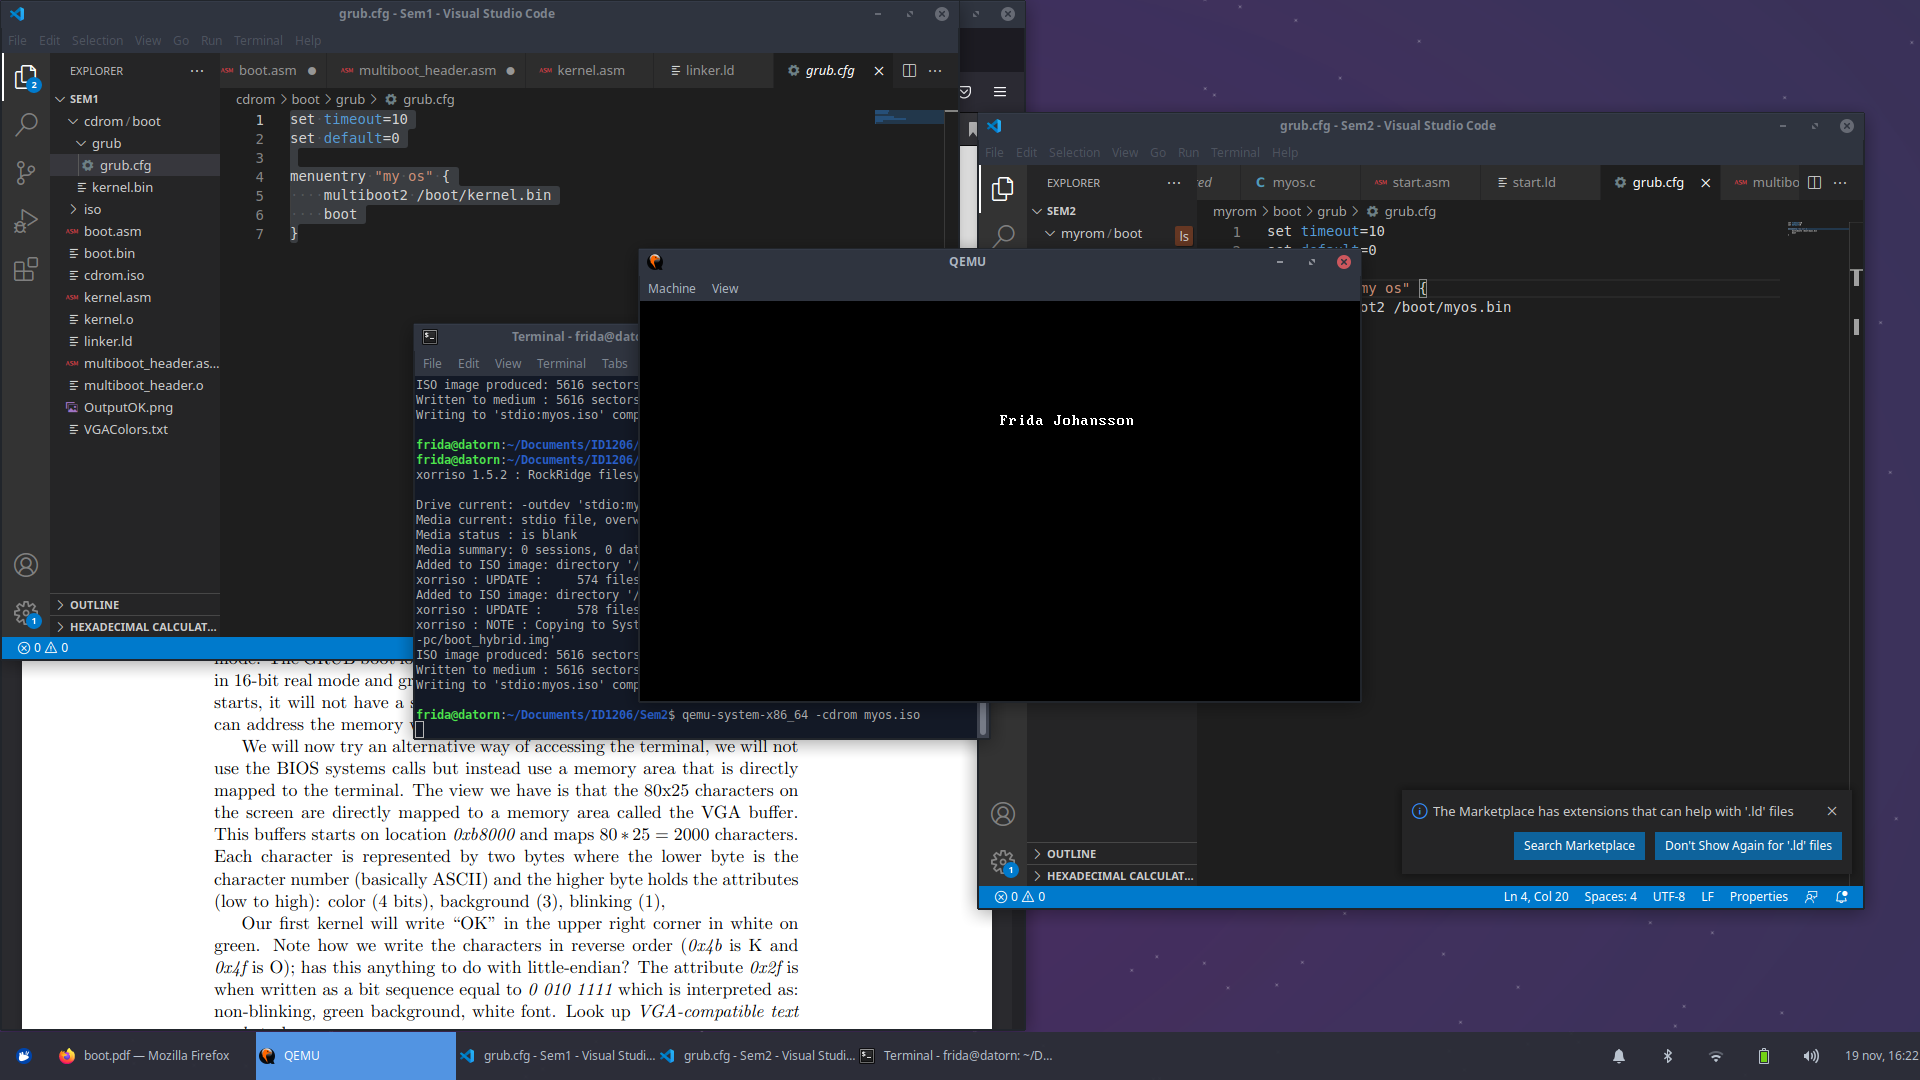 grub.cfg - Sem1 - Visual Studio Code
File Edit Selection View Go Run Terminal Help
EXPLORER
SEM1
cdrom / boot
grub
grub.cfg
kernel.bin
iso
ASM boot.asm
boot.bin
cdrom.iso
ASM kernel.asm
kernel.o
linker.ld
ASM multiboot_header.as...
multiboot_header.o
OutputOK.png
VGAColors.txt
OUTLINE
HEXADECIMAL CALCULAT...
2
1
0 0
ASM boot.asm ASM multiboot_header.asm ASM kernel.asm linker.ld grub.cfg
cdrom > boot > grub > grub.cfg
1 set timeout=10
2 set default=0
3
4 menuentry "my os" {
5 multiboot2 /boot/kernel.bin
6 boot
7 }
grub.cfg - Sem2 - Visual Studio Code
File Edit Selection View Go Run Terminal Help
EXPLORER
SEM2
myrom / boot
ls
ed C myos.c ASM start.asm start.ld grub.cfg ASM multibo
myrom > boot > grub > grub.cfg
1 set timeout=10
=0
my os" {
ot2 /boot/myos.bin
OUTLINE
HEXADECIMAL CALCULAT...
1
The Marketplace has extensions that can help with '.ld' files
Search Marketplace Don't Show Again for '.ld' files
0 0 Ln 4, Col 20 Spaces: 4 UTF-8 LF Properties
QEMU
Machine View
Frida Johansson
Terminal - frida@dator
File Edit View Terminal Tabs
ISO image produced: 5616 sectors
Written to medium : 5616 sectors
Writing to 'stdio:myos.iso' comp
frida@datorn:~/Documents/ID1206/
frida@datorn:~/Documents/ID1206/
xorriso 1.5.2 : RockRidge filesy
Drive current: -outdev 'stdio:my
Media current: stdio file, overw
Media status : is blank
Media summary: 0 sessions, 0 dat
Added to ISO image: directory '/
xorriso : UPDATE : 574 files
Added to ISO image: directory '/
xorriso : UPDATE : 578 files
xorriso : NOTE : Copying to Syst
-pc/boot_hybrid.img'
ISO image produced: 5616 sectors
Written to medium : 5616 sectors
Writing to 'stdio:myos.iso' comp
frida@datorn:~/Documents/ID1206/Sem2$ qemu-system-x86_64 -cdrom myos.iso
in 16-bit real mode and gr
starts, it will not have a s
can address the memory
We will now try an alternative way of accessing the terminal, we will not
use the BIOS systems calls but instead use a memory area that is directly
mapped to the terminal. The view we have is that the 80x25 characters on
the screen are directly mapped to a memory area called the VGA buffer.
This buffers starts on location 0xb8000 and maps 80 ∗ 25 = 2000 characters.
Each character is represented by two bytes where the lower byte is the
character number (basically ASCII) and the higher byte holds the attributes
(low to high): color (4 bits), background (3), blinking (1),
Our first kernel will write “OK” in the upper right corner in white on
green. Note how we write the characters in reverse order (0x4b is K and
0x4f is O); has this anything to do with little-endian? The attribute 0x2f is
when written as a bit sequence equal to 0 010 1111 which is interpreted as:
non-blinking, green background, white font. Look up VGA-compatible text
boot.pdf — Mozilla Firefox QEMU grub.cfg - Sem1 - Visual Studi... grub.cfg - Sem2 - Visual Studi... Terminal - frida@datorn: ~/D... 19 nov, 16:22